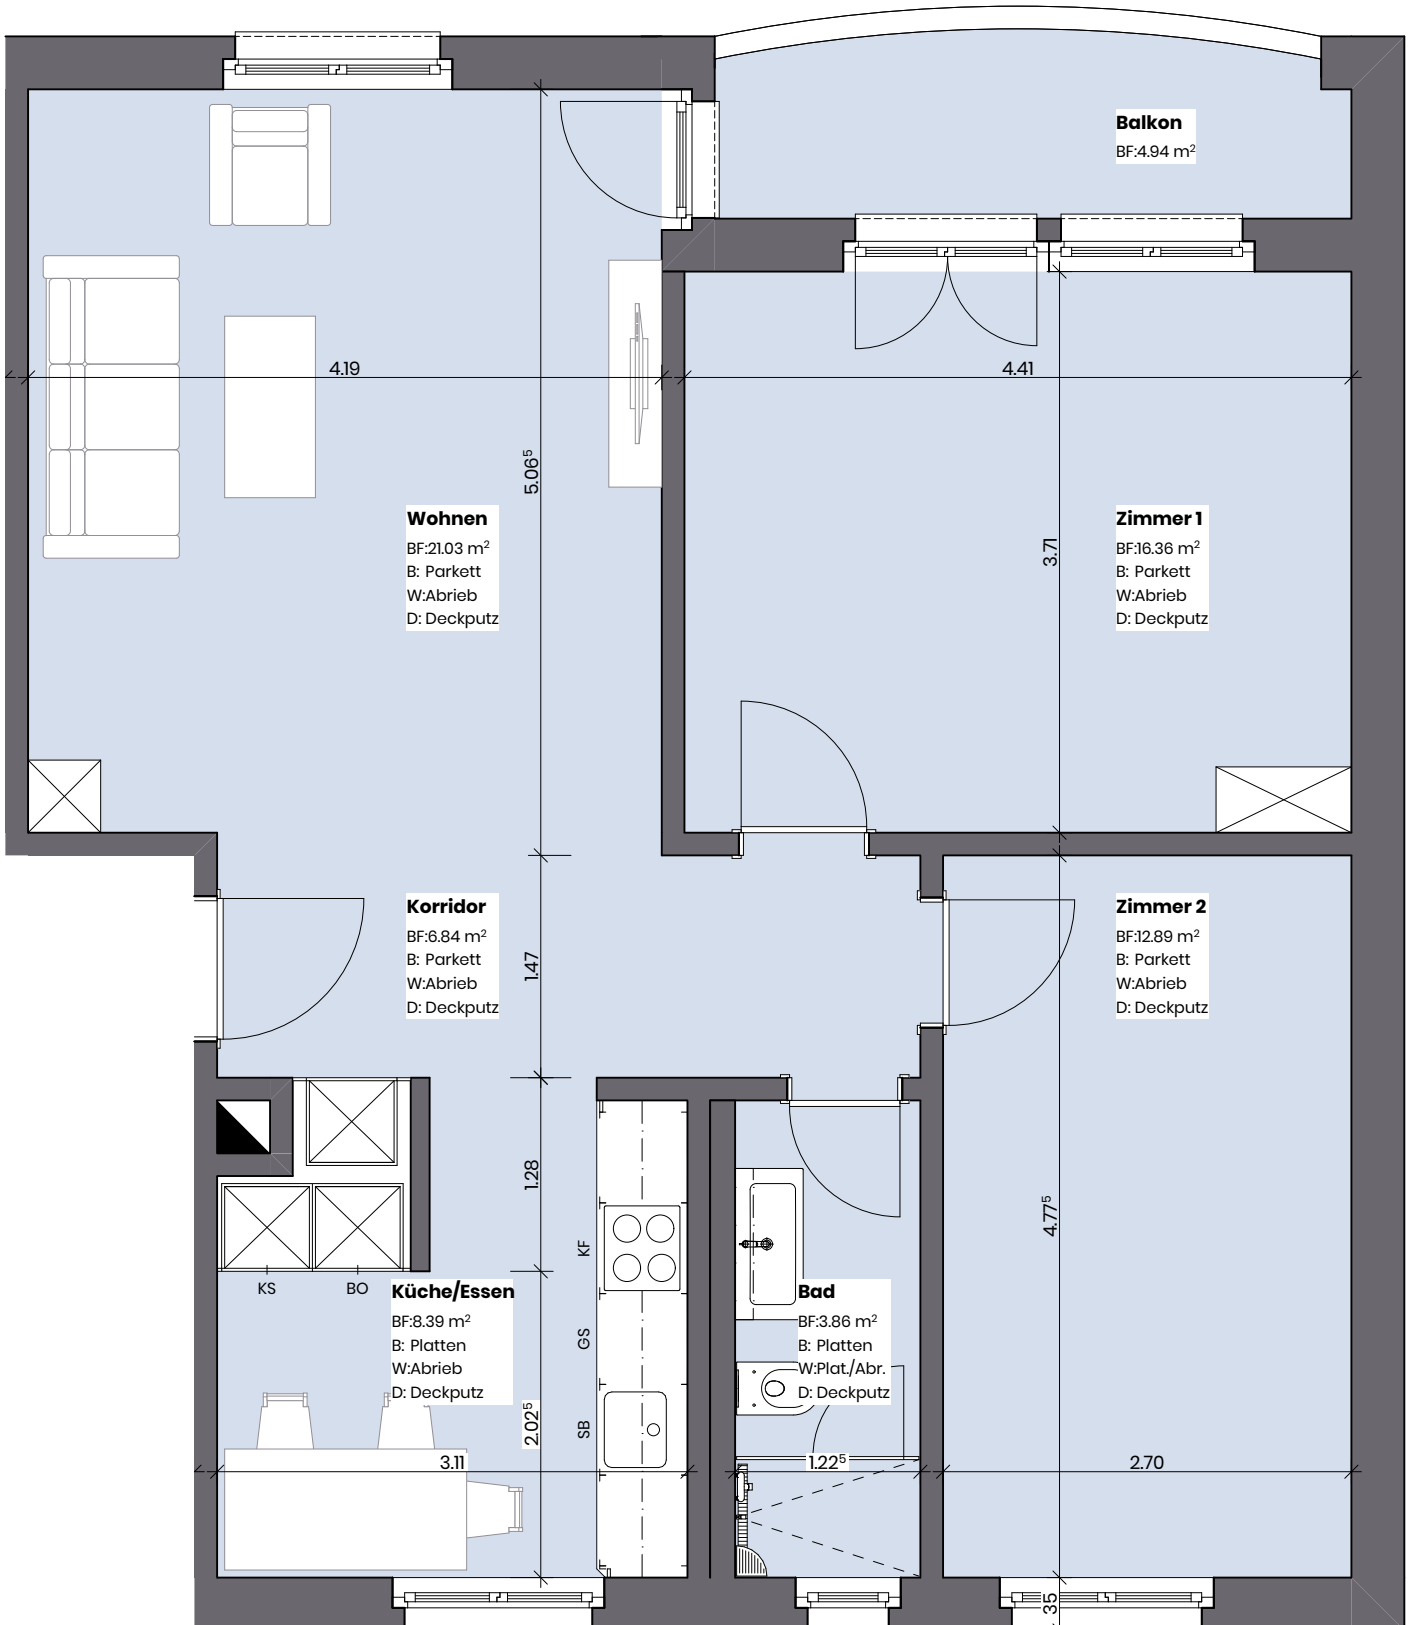 Balkon
BF:4.94 m²
4.19
4.41
5.06⁵
3.71
Wohnen
BF:21.03 m²
B: Parkett
W:Abrieb
D: Deckputz
Zimmer 1
BF:16.36 m²
B: Parkett
W:Abrieb
D: Deckputz
Korridor
BF:6.84 m²
B: Parkett
W:Abrieb
D: Deckputz
1.47
Zimmer 2
BF:12.89 m²
B: Parkett
W:Abrieb
D: Deckputz
1.28
4.77⁵
KF
GS
SB
KS
BO
Küche/Essen
BF:8.39 m²
B: Platten
W:Abrieb
D: Deckputz
Bad
BF:3.86 m²
B: Platten
W:Plat./Abr.
D: Deckputz
2.02⁵
3.11
1.22⁵
2.70
35